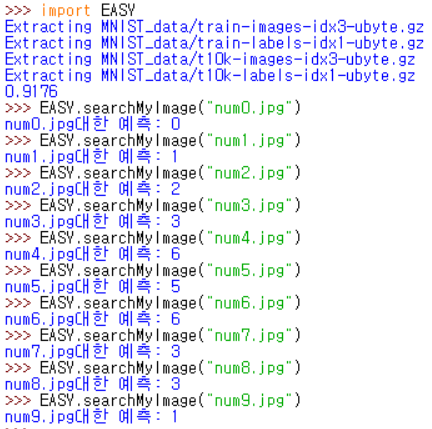 >>> import EASY
Extracting MNIST_data/train-images-idx3-ubyte.gz
Extracting MNIST_data/train-labels-idx1-ubyte.gz
Extracting MNIST_data/t10k-images-idx3-ubyte.gz
Extracting MNIST_data/t10k-labels-idx1-ubyte.gz
0.9176
>>> EASY.searchMyImage("num0.jpg")
num0.jpg대한 예측: 0
>>> EASY.searchMyImage("num1.jpg")
num1.jpg대한 예측: 1
>>> EASY.searchMyImage("num2.jpg")
num2.jpg대한 예측: 2
>>> EASY.searchMyImage("num3.jpg")
num3.jpg대한 예측: 3
>>> EASY.searchMyImage("num4.jpg")
num4.jpg대한 예측: 6
>>> EASY.searchMyImage("num5.jpg")
num5.jpg대한 예측: 5
>>> EASY.searchMyImage("num6.jpg")
num6.jpg대한 예측: 6
>>> EASY.searchMyImage("num7.jpg")
num7.jpg대한 예측: 3
>>> EASY.searchMyImage("num8.jpg")
num8.jpg대한 예측: 3
>>> EASY.searchMyImage("num9.jpg")
num9.jpg대한 예측: 1